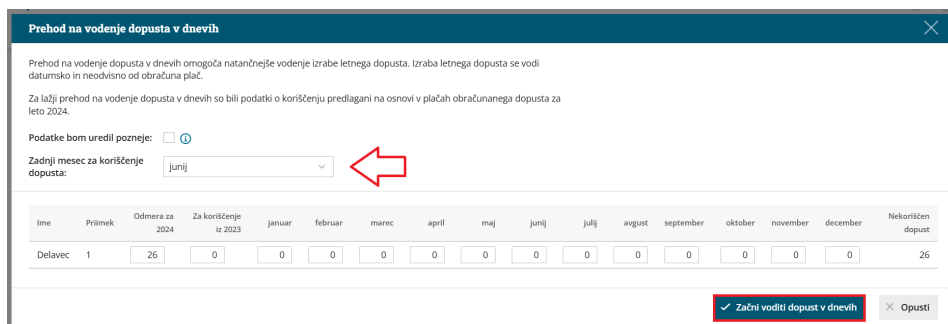 Prehod na vodenje dopusta v dnevih
Prehod na vodenje dopusta v dnevih omogoča natančnejše vodenje izrabe letnega dopusta. Izraba letnega dopusta se vodi
datumsko in neodvisno od obračuna plač.
Za lažji prehod na vodenje dopusta v dnevih so bili podatki o koriščenju predlagani na osnovi v plačah obračunanega dopusta za
leto 2024.
Podatke bom uredil pozneje:
Zadnji mesec za koriščenje
dopusta:
junij
Ime Priimek Odmera za 2024 Za koriščenje iz 2023 januar februar marec april maj junij julij avgust september oktober november december Nekoriščen dopust
Delavec 1 26 0 0 0 0 0 0 0 0 0 0 0 0 0 26
Začni voditi dopust v dnevih Opusti